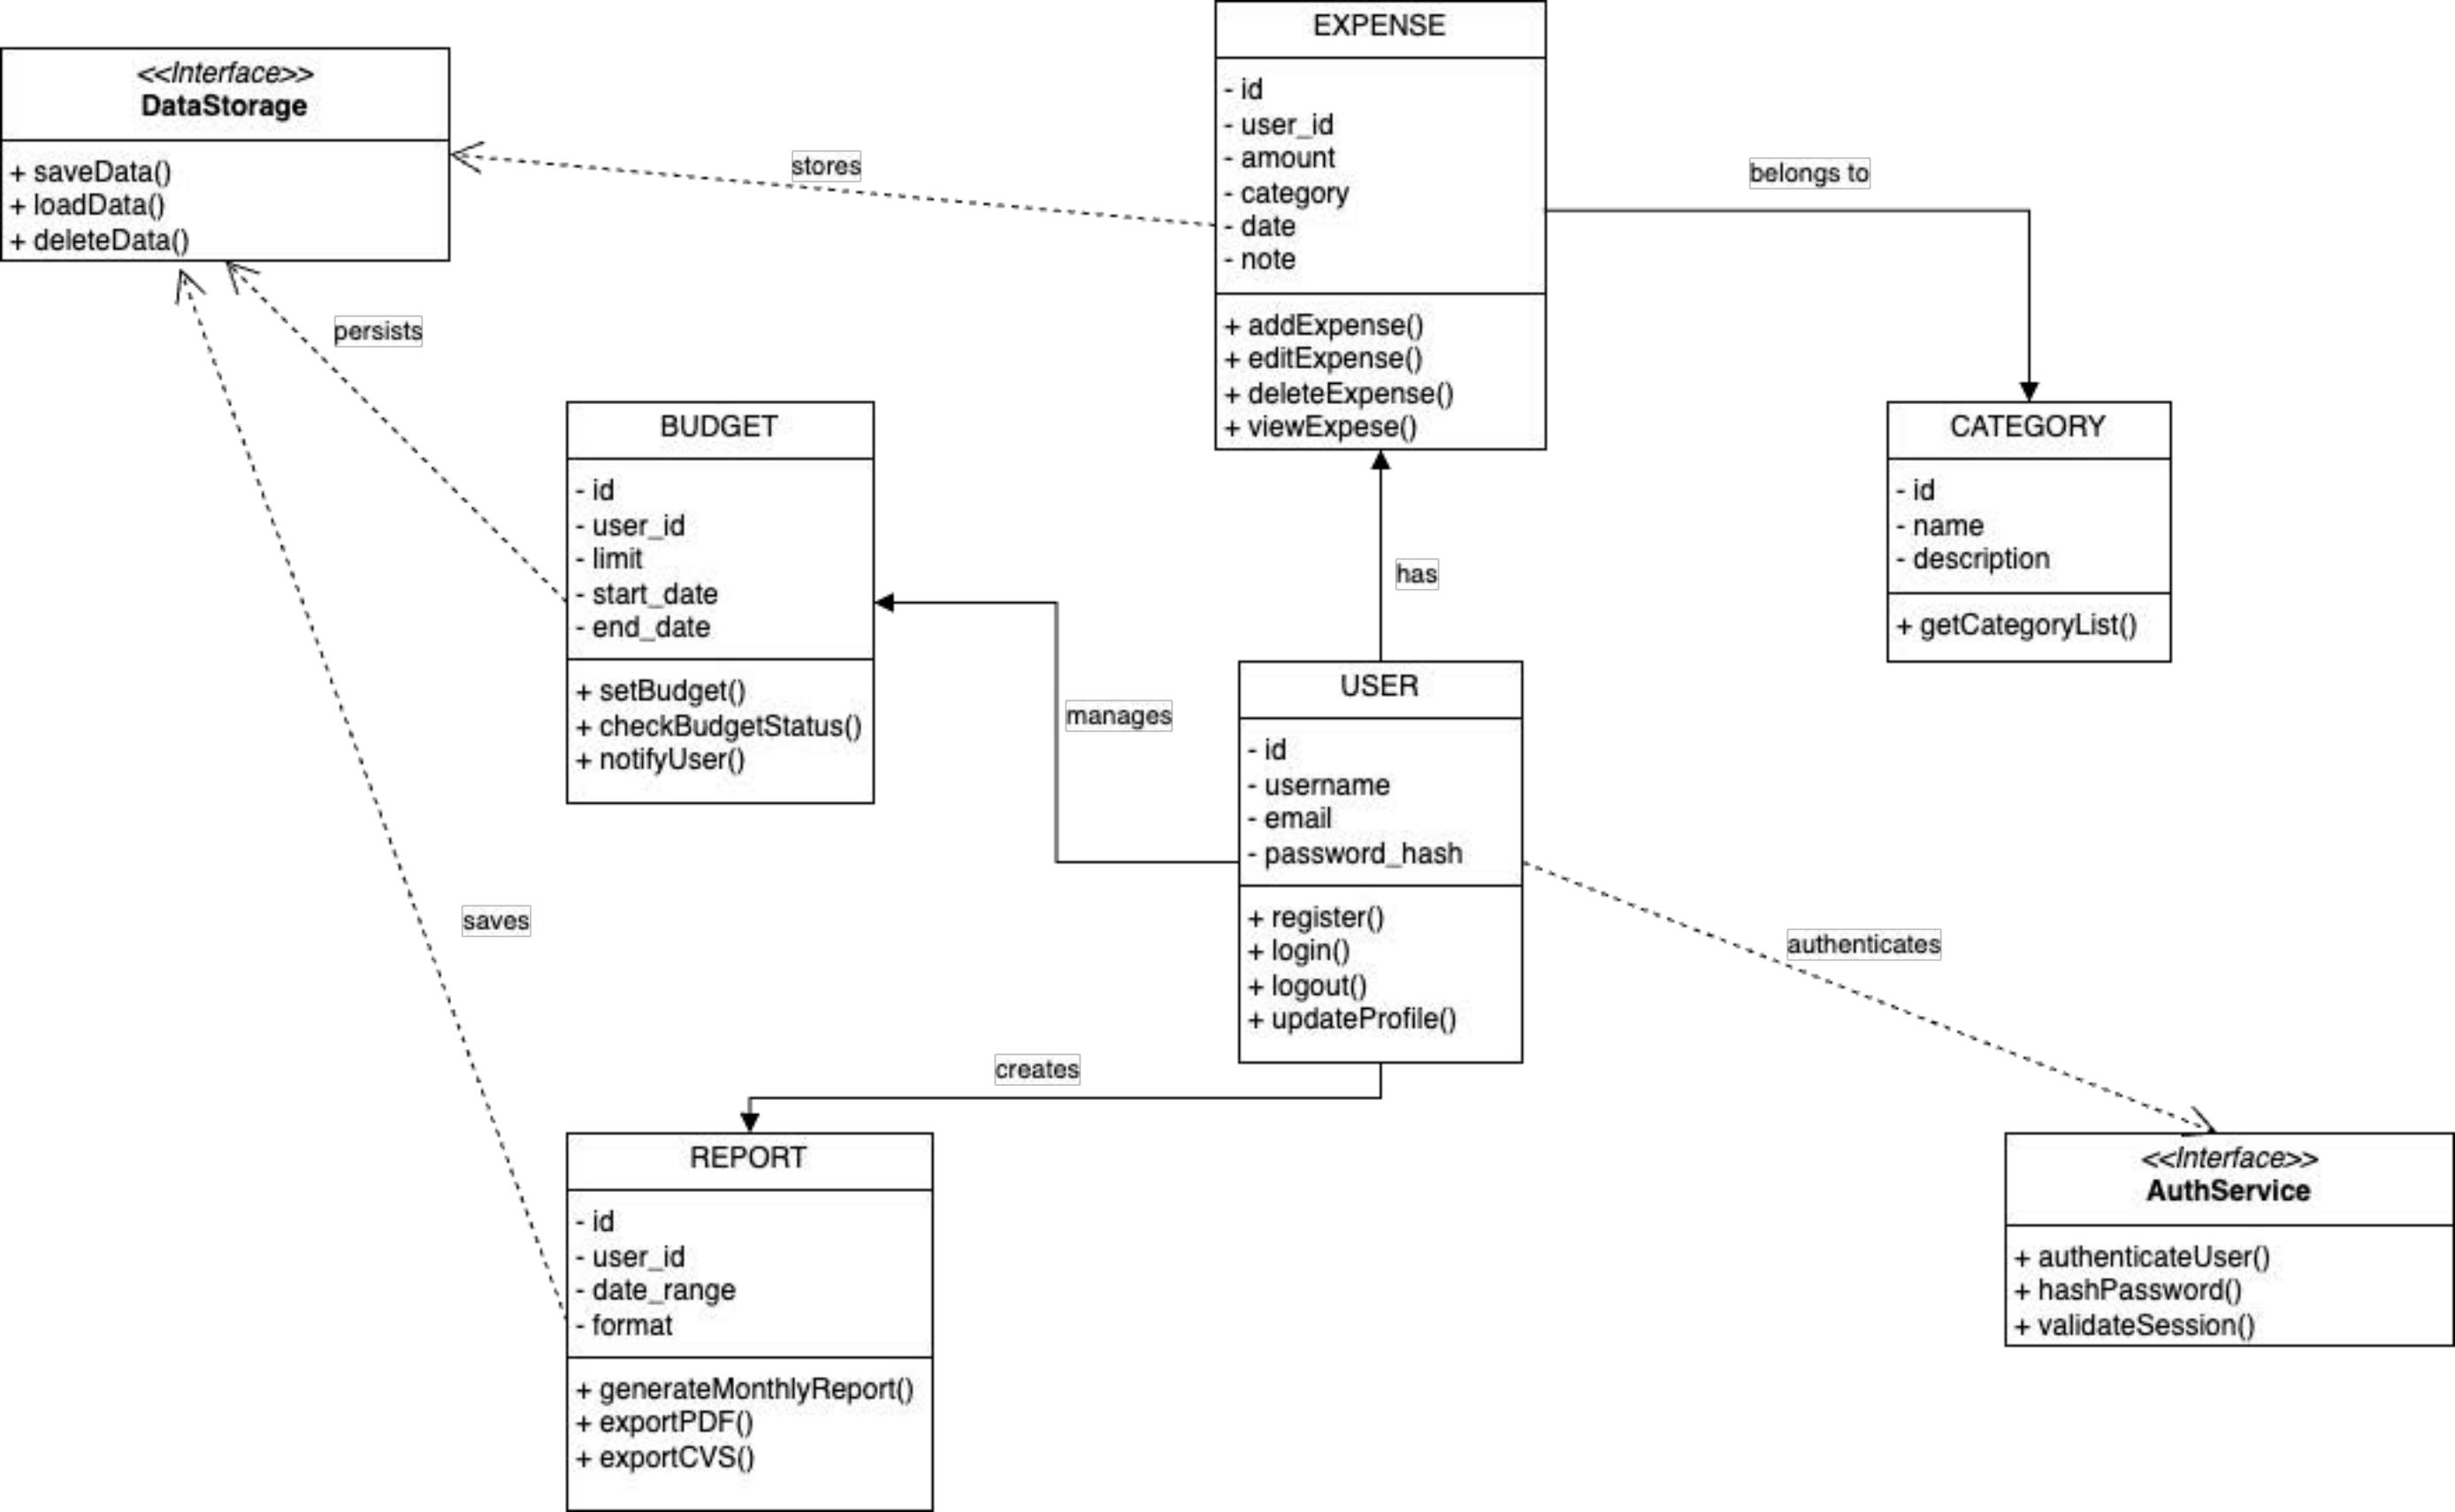 EXPENSE
- id
- user_id
- amount
- category
- date
- note
+ addExpense()
+ editExpense()
+ deleteExpense()
+ viewExpese()
<<Interface>>
DataStorage
+ saveData()
+ loadData()
+ deleteData()
stores
belongs to
persists
BUDGET
- id
- user_id
- limit
- start_date
- end_date
+ setBudget()
+ checkBudgetStatus()
+ notifyUser()
CATEGORY
- id
- name
- description
+ getCategoryList()
has
manages
USER
- id
- username
- email
- password_hash
+ register()
+ login()
+ logout()
+ updateProfile()
saves
authenticates
creates
REPORT
- id
- user_id
- date_range
- format
+ generateMonthlyReport()
+ exportPDF()
+ exportCVS()
<<Interface>>
AuthService
+ authenticateUser()
+ hashPassword()
+ validateSession()